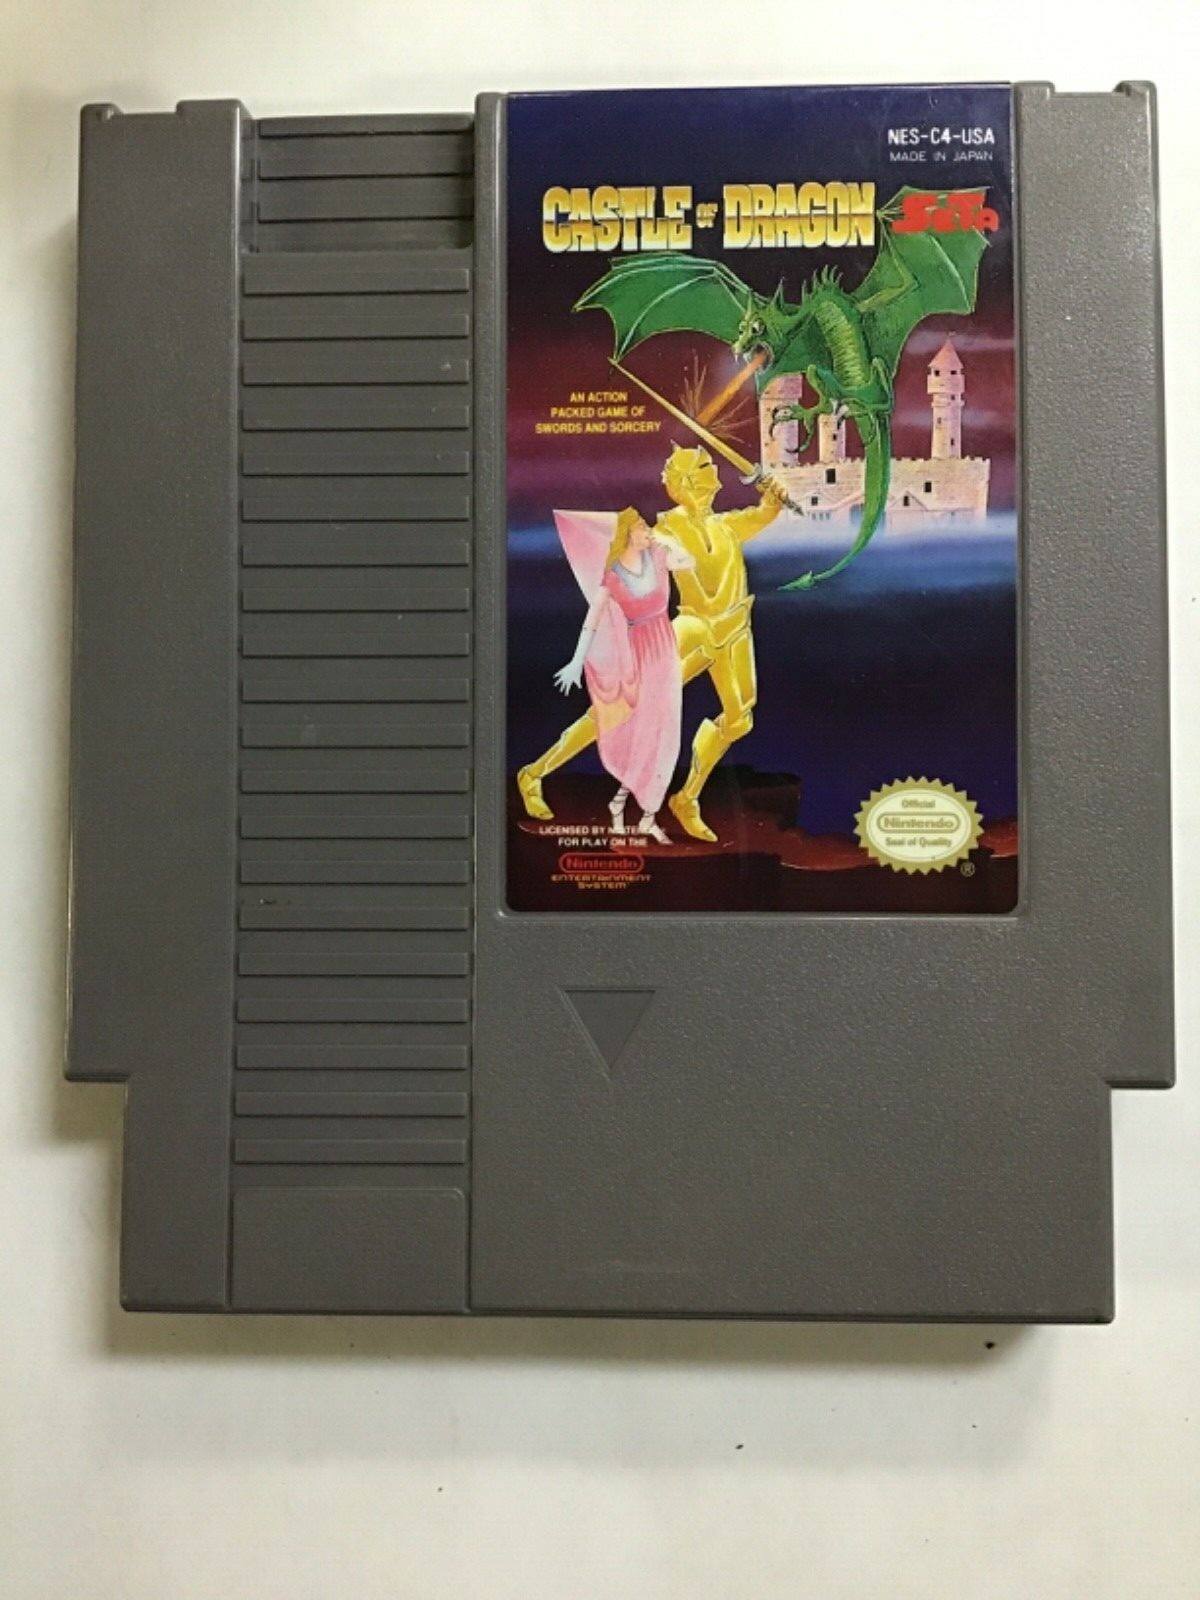 NES-C4-USA
MADE IN JAPAN
CASTLE OF DRAGON
SETA
AN ACTION
PACKED GAME OF
SWORDS AND SORCERY
LICENSED BY NINTENDO
FOR PLAY ON THE
Nintendo
ENTERTAINMENT
SYSTEM
Official
Nintendo
Seal of Quality
®